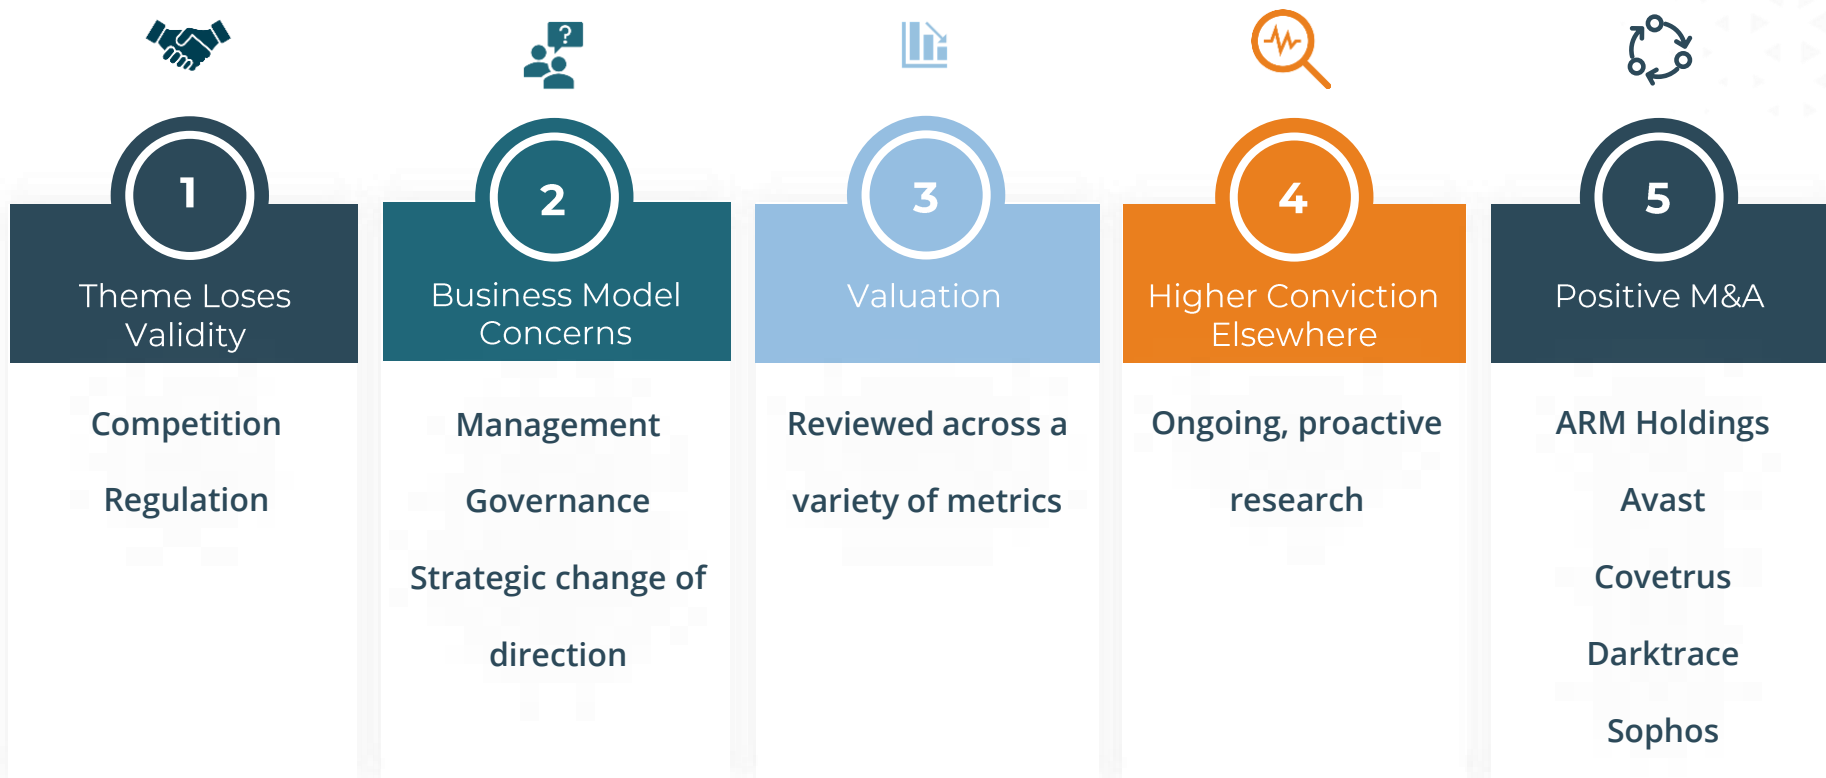 ?
1
Theme Loses
Validity
Competition
Regulation
2
Business Model
Concerns
Management
Governance
Strategic change of
direction
3
Valuation
Reviewed across a
variety of metrics
4
Higher Conviction
Elsewhere
Ongoing, proactive
research
5
Positive M&A
ARM Holdings
Avast
Covetrus
Darktrace
Sophos